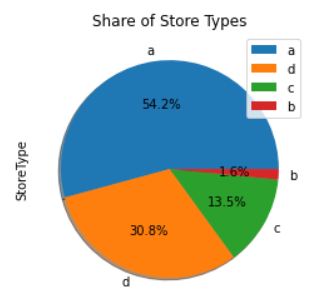 Share of Store Types
a
a
d
c
b
54.2%
StoreType
1.6%
b
13.5%
30.8%
c
d